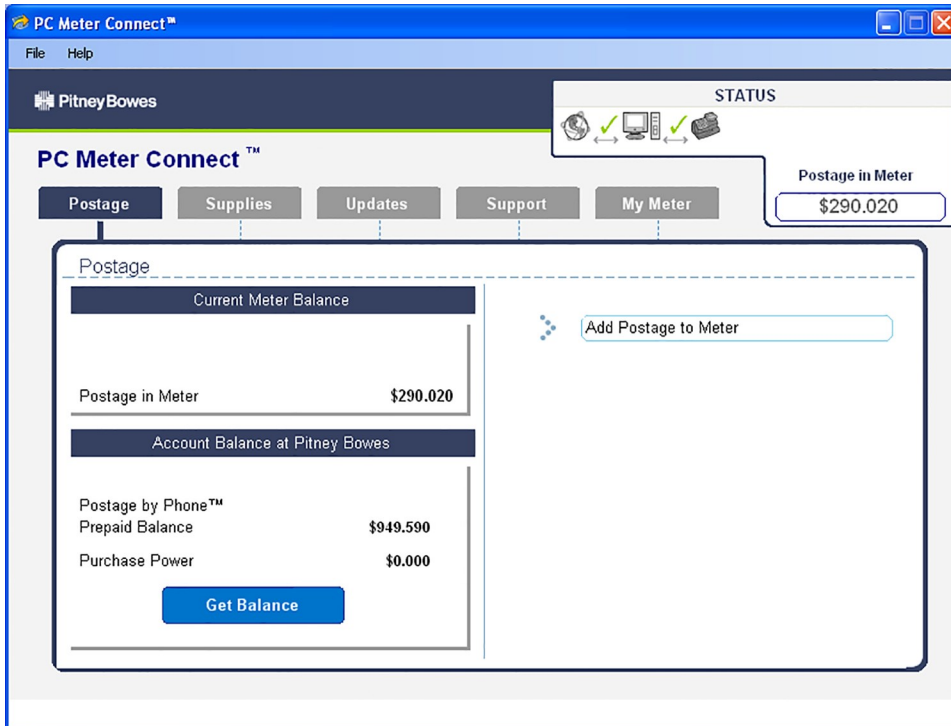 PC Meter Connect™
File Help
PitneyBowes
STATUS
PC Meter Connect ™
Postage in Meter
$290.020
Postage Supplies Updates Support My Meter
Postage
Current Meter Balance
Add Postage to Meter
Postage in Meter $290.020
Account Balance at Pitney Bowes
Postage by Phone™
Prepaid Balance $949.590
Purchase Power $0.000
Get Balance